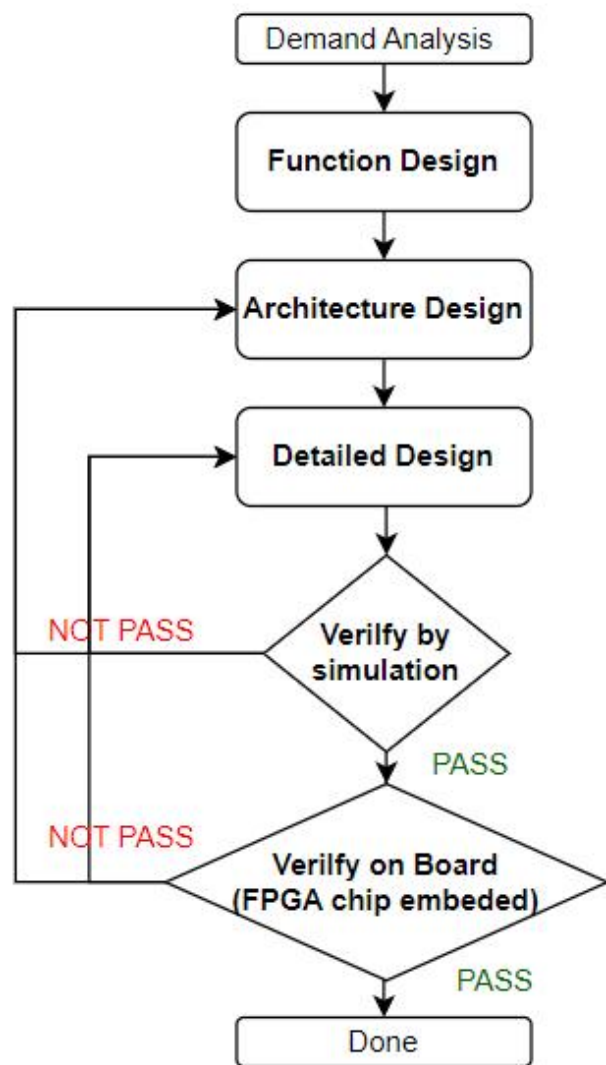 Demand Analysis
Function Design
Architecture Design
Detailed Design
NOT PASS
Verilfy by
simulation
PASS
NOT PASS
Verilfy on Board
(FPGA chip embeded)
PASS
Done